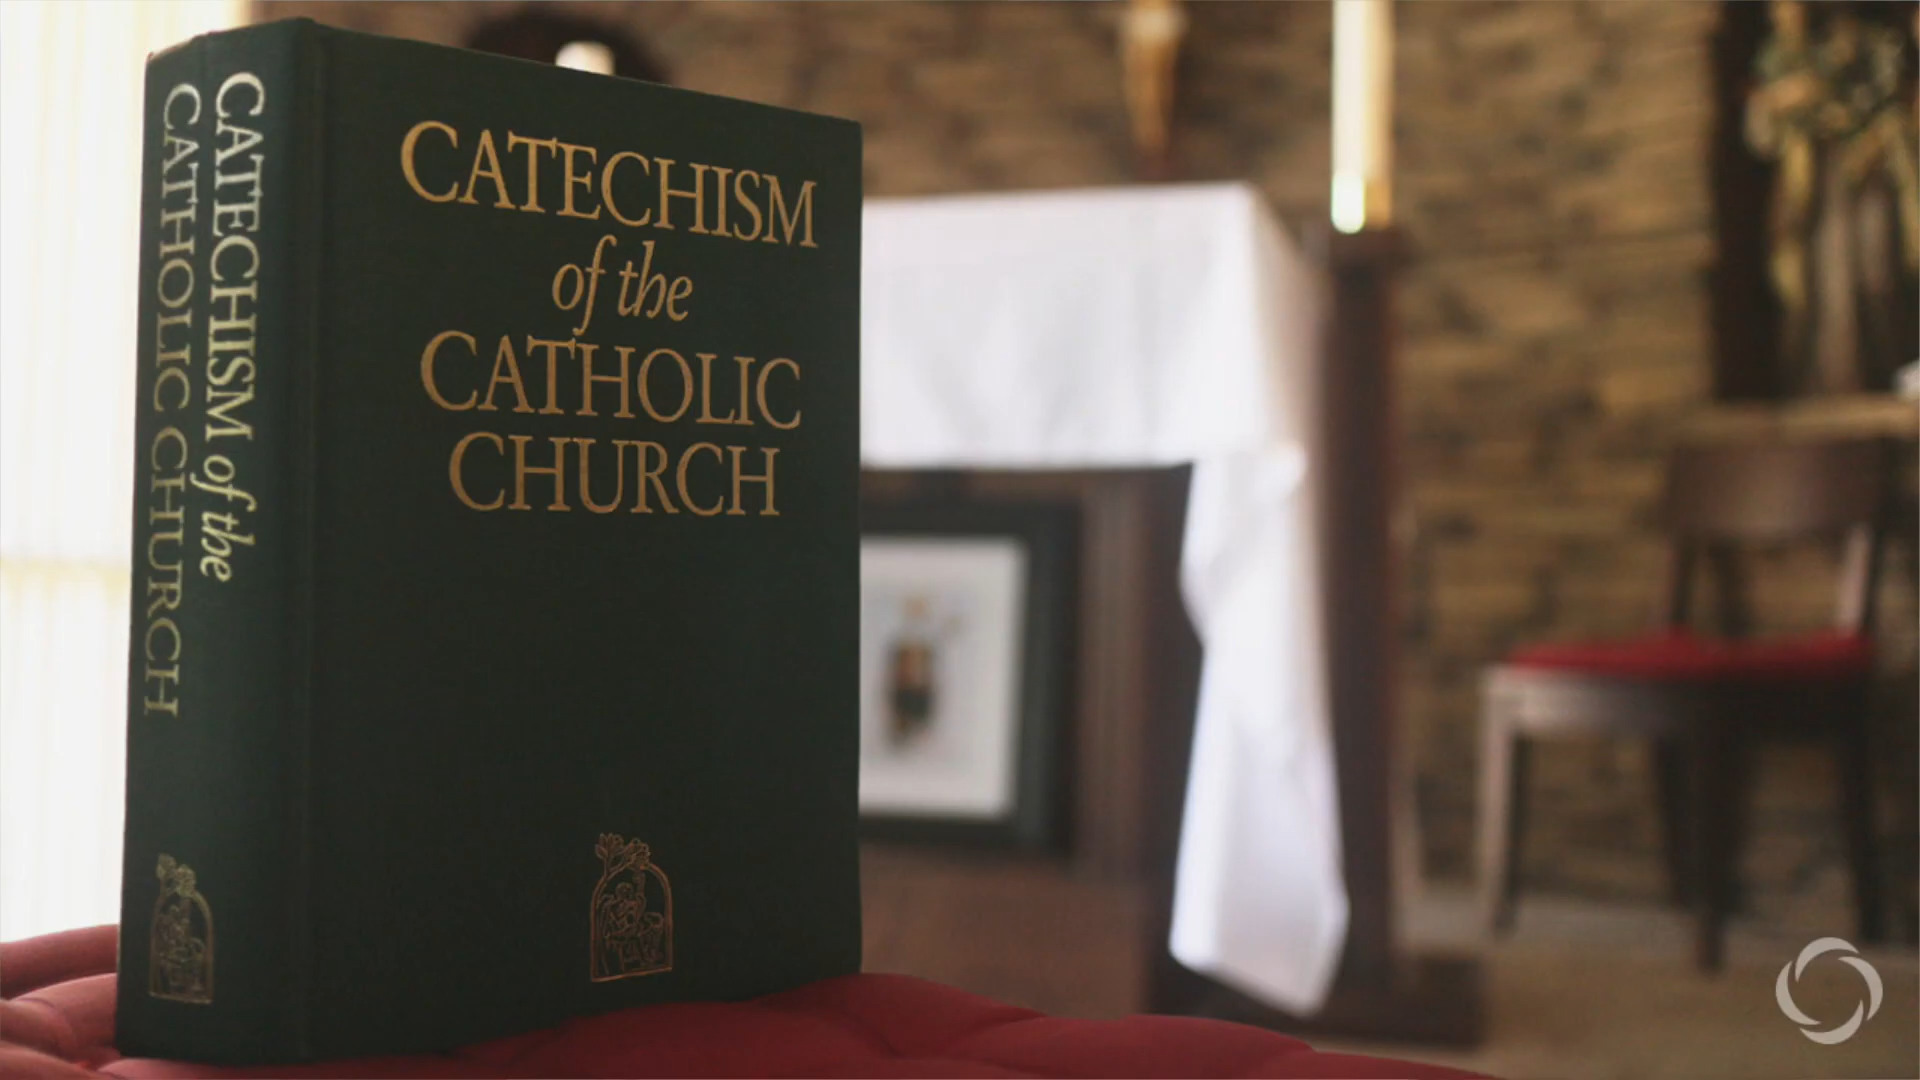 CATECHISM of the
CATHOLIC CHURCH
CATECHISM
of the
CATHOLIC
CHURCH